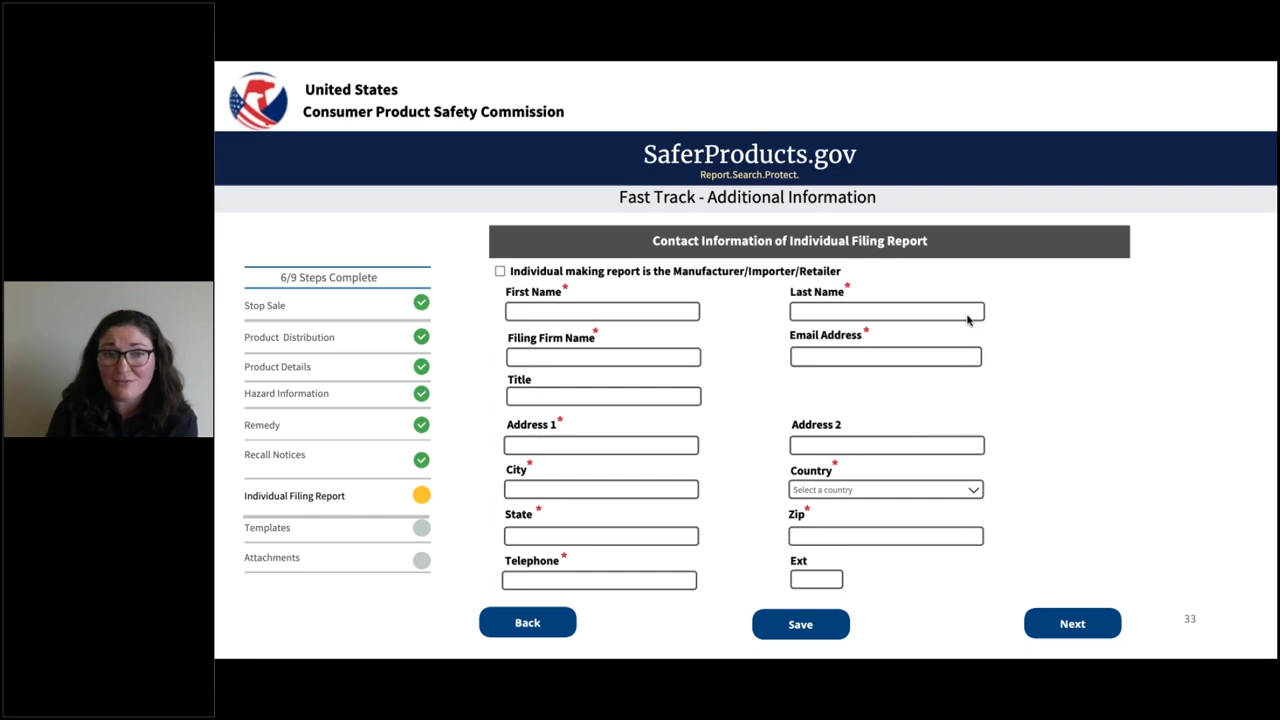 United States
Consumer Product Safety Commission
SaferProducts.gov
Report.Search.Protect.
Fast Track - Additional Information
6/9 Steps Complete
Stop Sale
Product Distribution
Product Details
Hazard Information
Remedy
Recall Notices
Individual Filing Report
Templates
Attachments
Contact Information of Individual Filing Report
Individual making report is the Manufacturer/Importer/Retailer
First Name* Last Name*
Filing Firm Name* Email Address*
Title
Address 1* Address 2
City* Country*
Select a country
State* Zip*
Telephone* Ext
Back Save Next
33